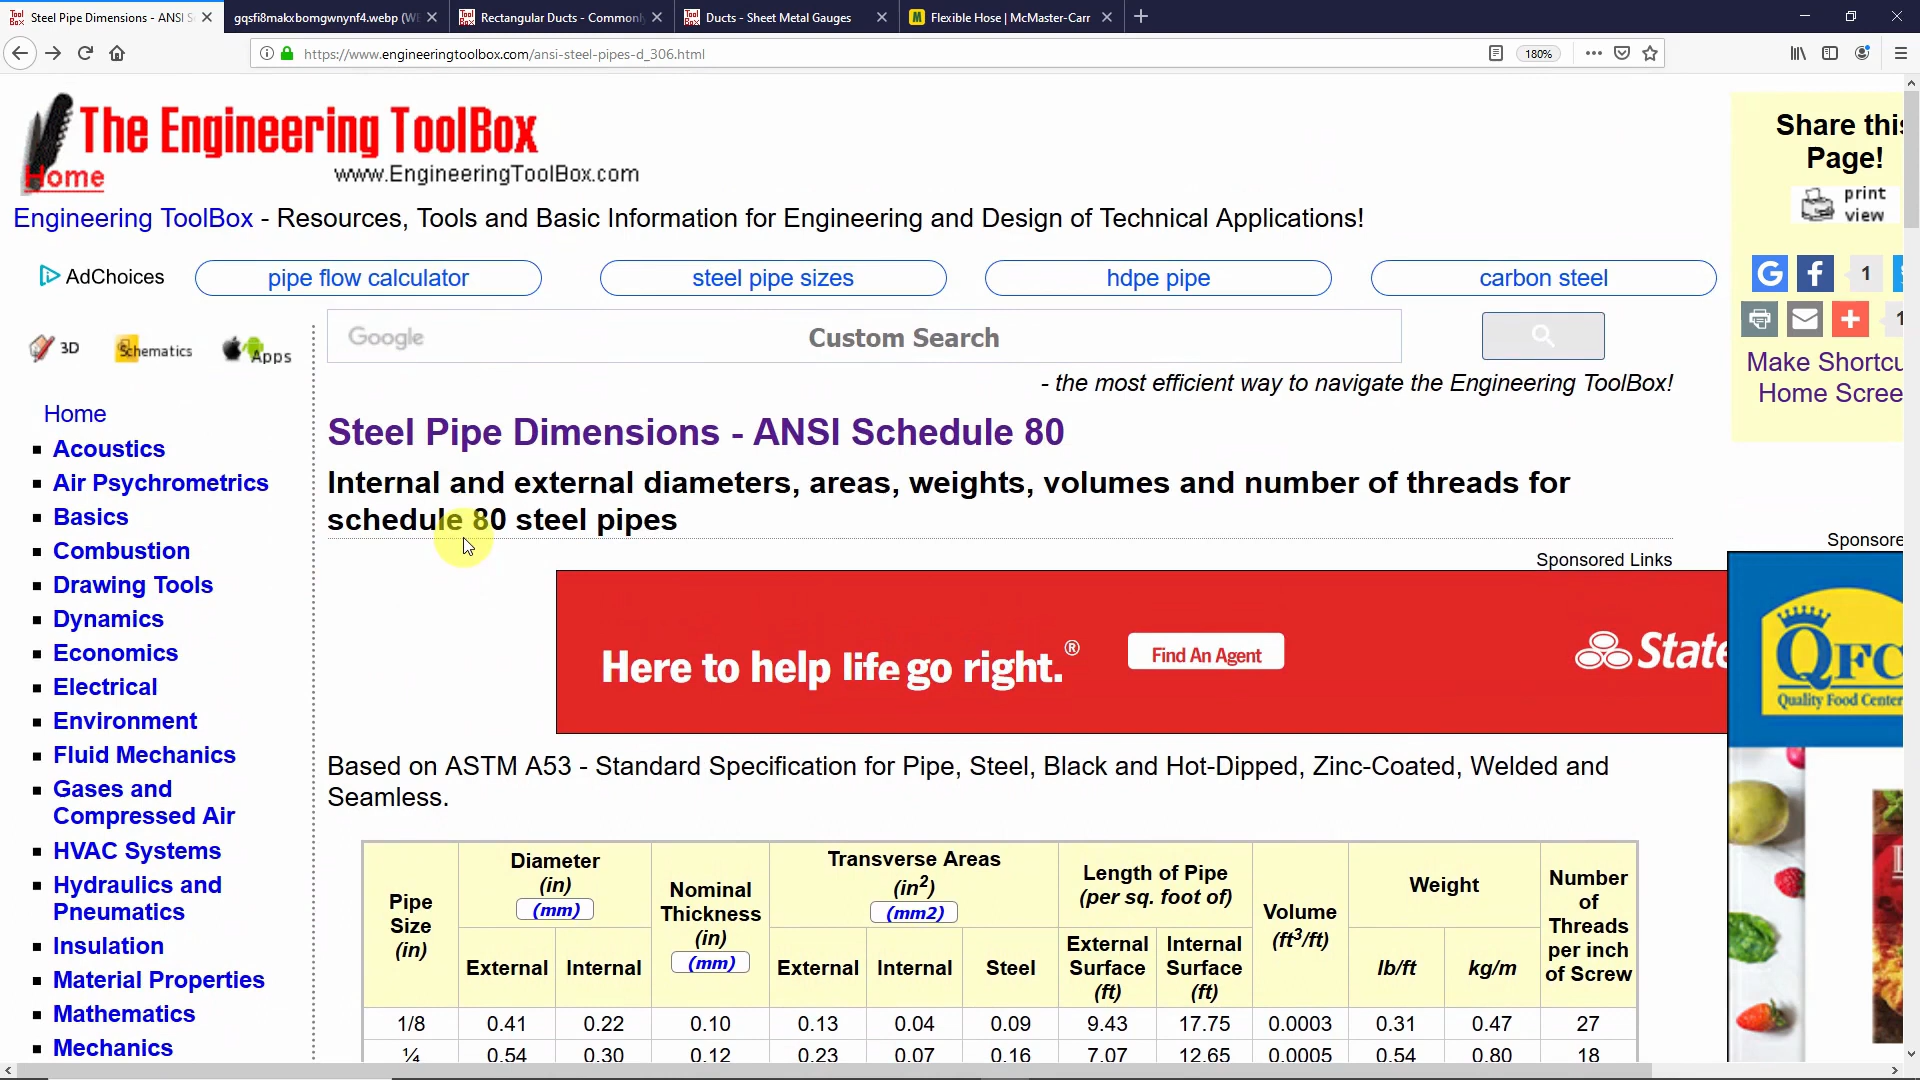 Steel Pipe Dimensions - ANSI S
gqsfi8makxbomgwnynf4.webp (W
Rectangular Ducts - Commonly
Ducts - Sheet Metal Gauges
Flexible Hose | McMaster-Carr
https://www.engineeringtoolbox.com/ansi-steel-pipes-d_306.html
180%
The Engineering ToolBox
Home
www.EngineeringToolBox.com
Share this
Page!
print
view
Engineering ToolBox - Resources, Tools and Basic Information for Engineering and Design of Technical Applications!
AdChoices
pipe flow calculator
steel pipe sizes
hdpe pipe
carbon steel
1
1
3D
Schematics
Apps
Google
Custom Search
- the most efficient way to navigate the Engineering ToolBox!
Make Shortcu
Home Scree
Steel Pipe Dimensions - ANSI Schedule 80
Internal and external diameters, areas, weights, volumes and number of threads for
schedule 80 steel pipes
Home
Acoustics
Air Psychrometrics
Basics
Combustion
Drawing Tools
Dynamics
Economics
Electrical
Environment
Fluid Mechanics
Gases and
Compressed Air
HVAC Systems
Hydraulics and
Pneumatics
Insulation
Material Properties
Mathematics
Mechanics
Sponsored Links
Sponsore
Here to help life go right.®
Find An Agent
State
QFC
Quality Food Center
Based on ASTM A53 - Standard Specification for Pipe, Steel, Black and Hot-Dipped, Zinc-Coated, Welded and
Seamless.
Pipe
Size
(in)
Diameter
(in)
(mm)
External Internal
Nominal
Thickness
(in)
(mm)
Transverse Areas
(in2)
(mm2)
External Internal Steel
Length of Pipe
(per sq. foot of)
External
Surface
(ft)
Internal
Surface
(ft)
Volume
(ft3/ft)
Weight
lb/ft kg/m
Number
of
Threads
per inch
of Screw
1/8 0.41 0.22 0.10 0.13 0.04 0.09 9.43 17.75 0.0003 0.31 0.47 27
¼ 0.54 0.30 0.12 0.23 0.07 0.16 7.07 12.65 0.0005 0.54 0.80 18